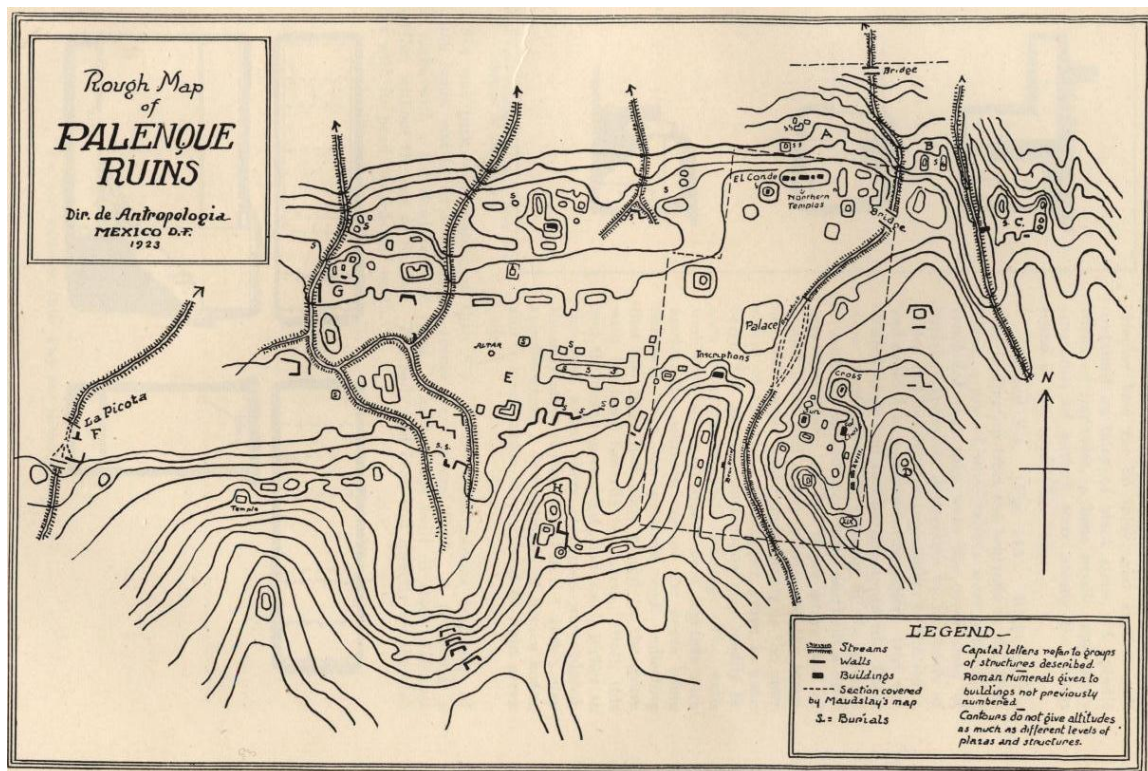 Rough Map
of
PALENQUE
RUINS
Dir. de Antropologia
MEXICO D.F.
1923
Bridge
A
B
S
S S
El Conde
Northern
Temples
Bridge
S
C.
S
S
S
S
G
Palace
ALTAR
S
S
E
S S S
Inscriptions
Cross
La Picota
F
S
S
S
S.S.
Temple
H
N
LEGEND
Streams
Walls
Buildings
Section covered
by Maudslay's map
S = Burials
Capital letters refer to groups
of structures described.
Roman Numerals given to
buildings not previously
numbered
Contours do not give altitudes
as much as different levels of
plazas and structures.